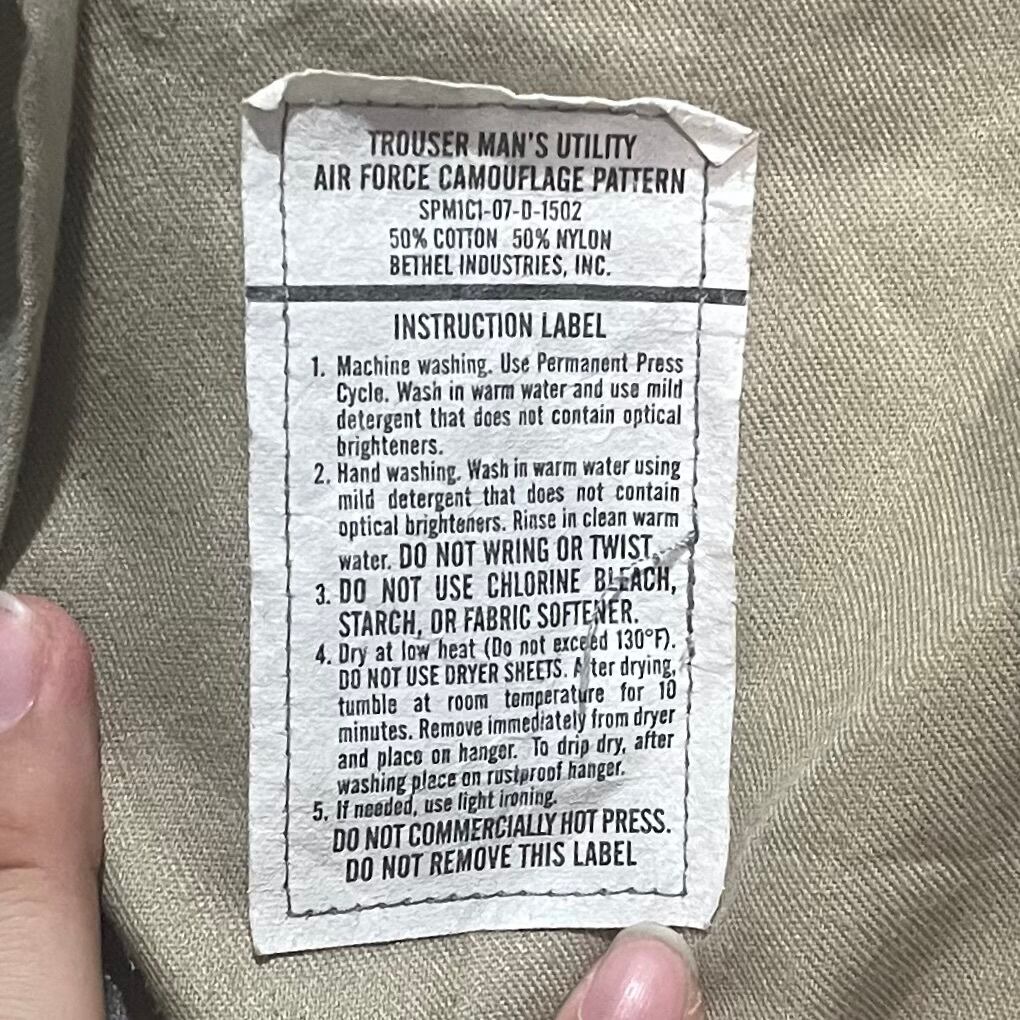 TROUSER MAN'S UTILITY
AIR FORCE CAMOUFLAGE PATTERN
SPM1C1-07-D-1502
50% COTTON 50% NYLON
BETHEL INDUSTRIES, INC.
INSTRUCTION LABEL
1. Machine washing. Use Permanent Press
Cycle. Wash in warm water and use mild
detergent that does not contain optical
brighteners.
2. Hand washing. Wash in warm water using
mild detergent that does not contain
optical brighteners. Rinse in clean warm
water. DO NOT WRING OR TWIST.
3. DO NOT USE CHLORINE BLEACH,
STARCH, OR FABRIC SOFTENER.
4. Dry at low heat (Do not exceed 130°F).
DO NOT USE DRYER SHEETS. After drying,
tumble at room temperature for 10
minutes. Remove immediately from dryer
and place on hanger. To drip dry, after
washing place on rustproof hanger.
5. If needed, use light ironing.
DO NOT COMMERCIALLY HOT PRESS.
DO NOT REMOVE THIS LABEL